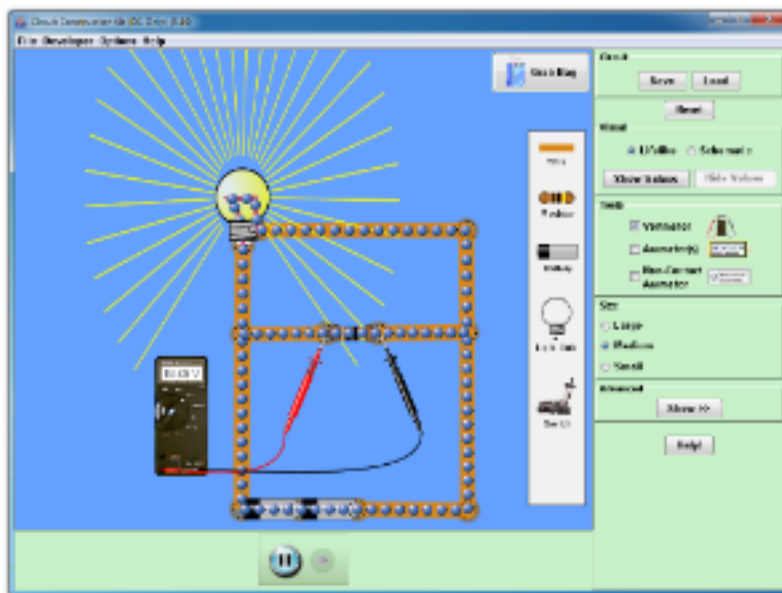 Circuit Construction Kit (DC Only)
File Developer Options Help
Grab Bag
Circuit
Save Load
Reset
Visual
Lifelike Schematic
Show Values Hide Values
Tools
Voltmeter
Ammeter(s)
Non-Contact
Ammeter
Size
Large
Medium
Small
Advanced
Show >>
Help!
Wire
Resistor
Battery
Light Bulb
Switch